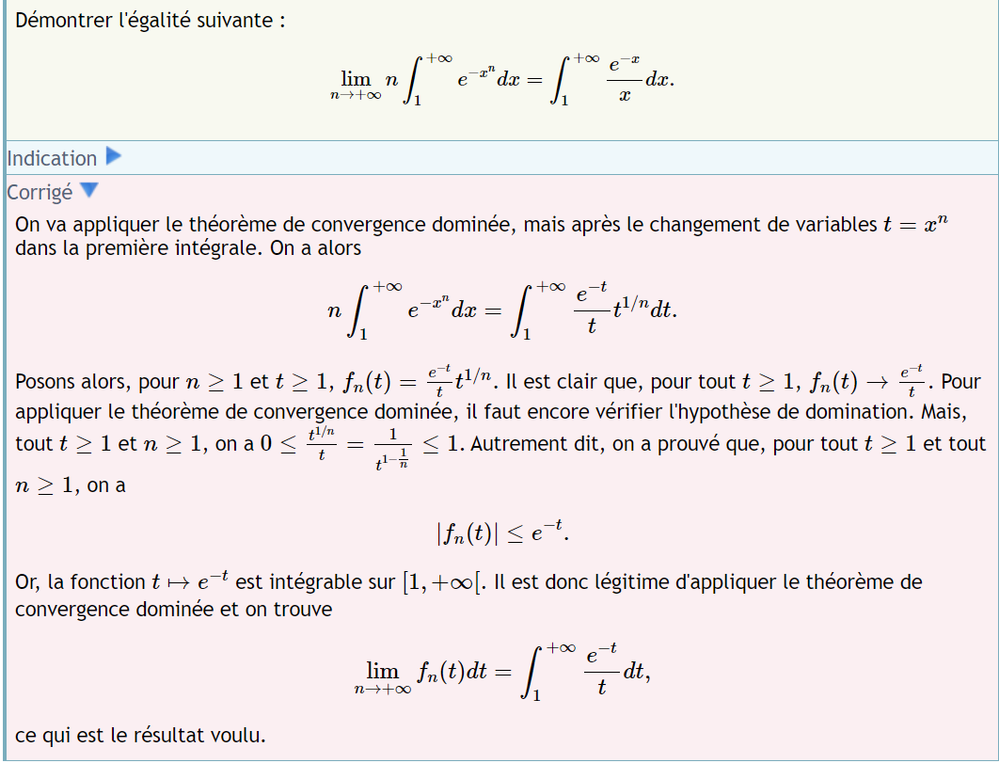 Démontrer l'égalité suivante :
$$\lim_{n\to+\infty} n\int_1^{+\infty} e^{-x^n}dx = \int_1^{+\infty} \frac{e^{-x}}{x}dx.$$
Indication
Corrigé
On va appliquer le théorème de convergence dominée, mais après le changement de variables $t = x^n$
dans la première intégrale. On a alors
$$n\int_1^{+\infty} e^{-x^n}dx = \int_1^{+\infty} \frac{e^{-t}}{t}t^{1/n}dt.$$
Posons alors, pour $n \geq 1$ et $t \geq 1$, $f_n(t) = \frac{e^{-t}}{t}t^{1/n}$. Il est clair que, pour tout $t \geq 1$, $f_n(t) \to \frac{e^{-t}}{t}$. Pour
appliquer le théorème de convergence dominée, il faut encore vérifier l'hypothèse de domination. Mais,
tout $t \geq 1$ et $n \geq 1$, on a $0 \leq \frac{t^{1/n}}{t} = \frac{1}{t^{1-\frac{1}{n}}} \leq 1$. Autrement dit, on a prouvé que, pour tout $t \geq 1$ et tout
$n \geq 1$, on a
$$|f_n(t)| \leq e^{-t}.$$
Or, la fonction $t \mapsto e^{-t}$ est intégrable sur $[1, +\infty[$. Il est donc légitime d'appliquer le théorème de
convergence dominée et on trouve
$$\lim_{n\to+\infty} f_n(t)dt = \int_1^{+\infty} \frac{e^{-t}}{t}dt,$$
ce qui est le résultat voulu.